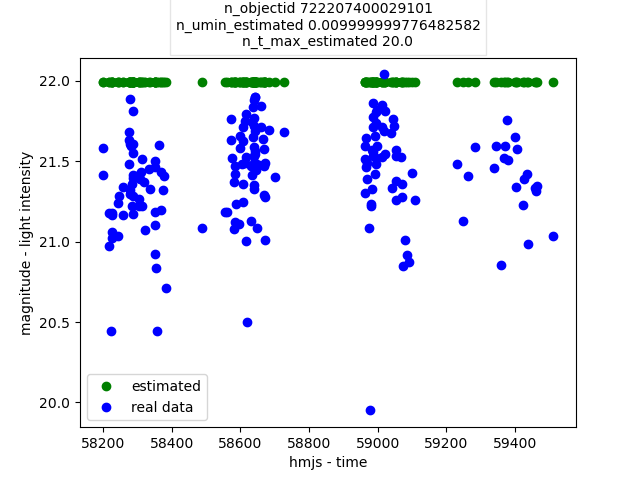 n_objectid 722207400029101
n_umin_estimated 0.009999999776482582
n_t_max_estimated 20.0
22.0
21.5
21.0
20.5
20.0
magnitude - light intensity
estimated
real data
58200 58400 58600 58800 59000 59200 59400
hmjs - time